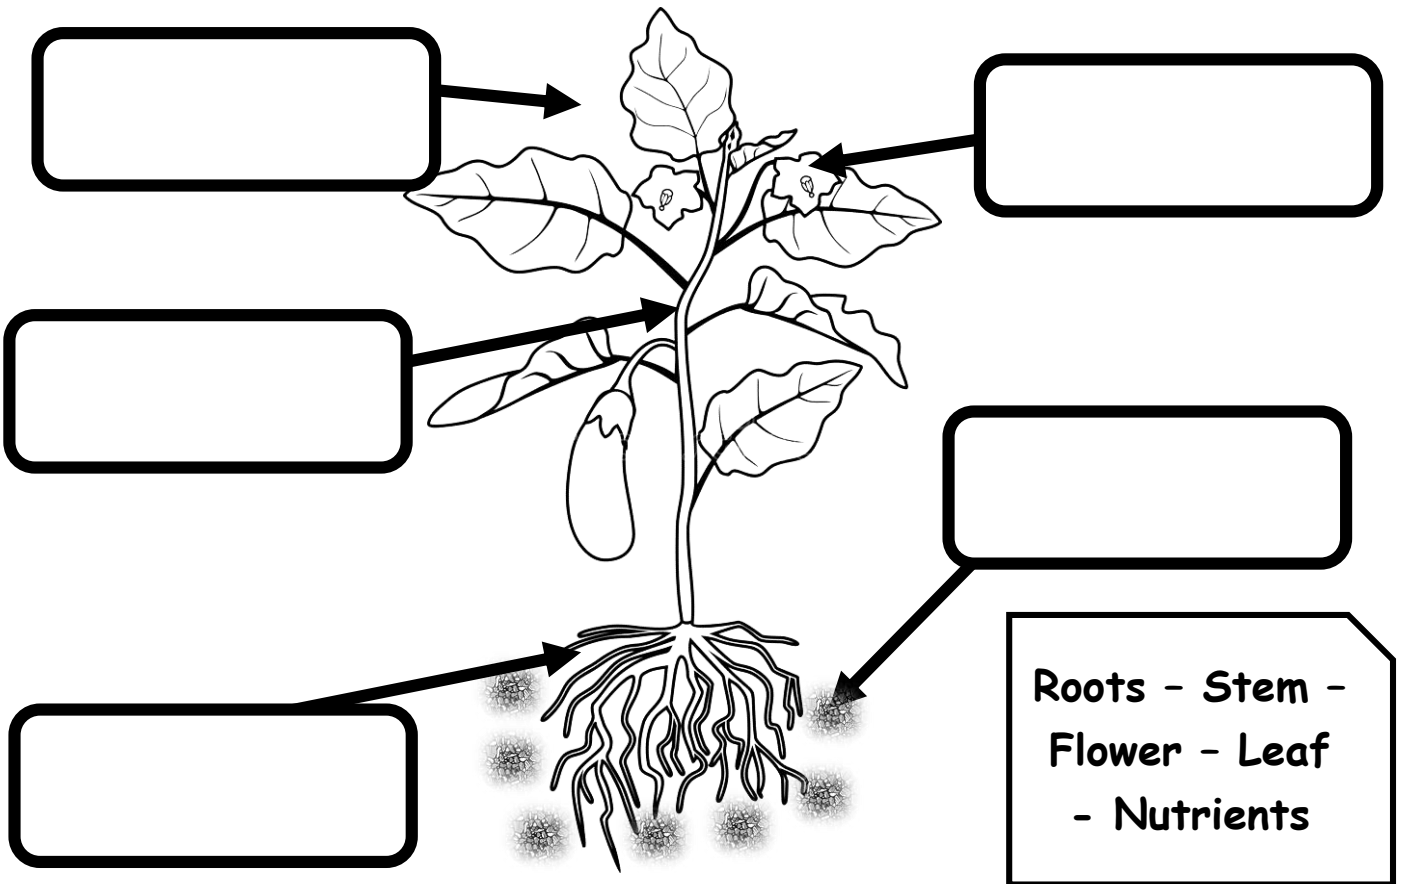 Roots – Stem –
Flower – Leaf
– Nutrients